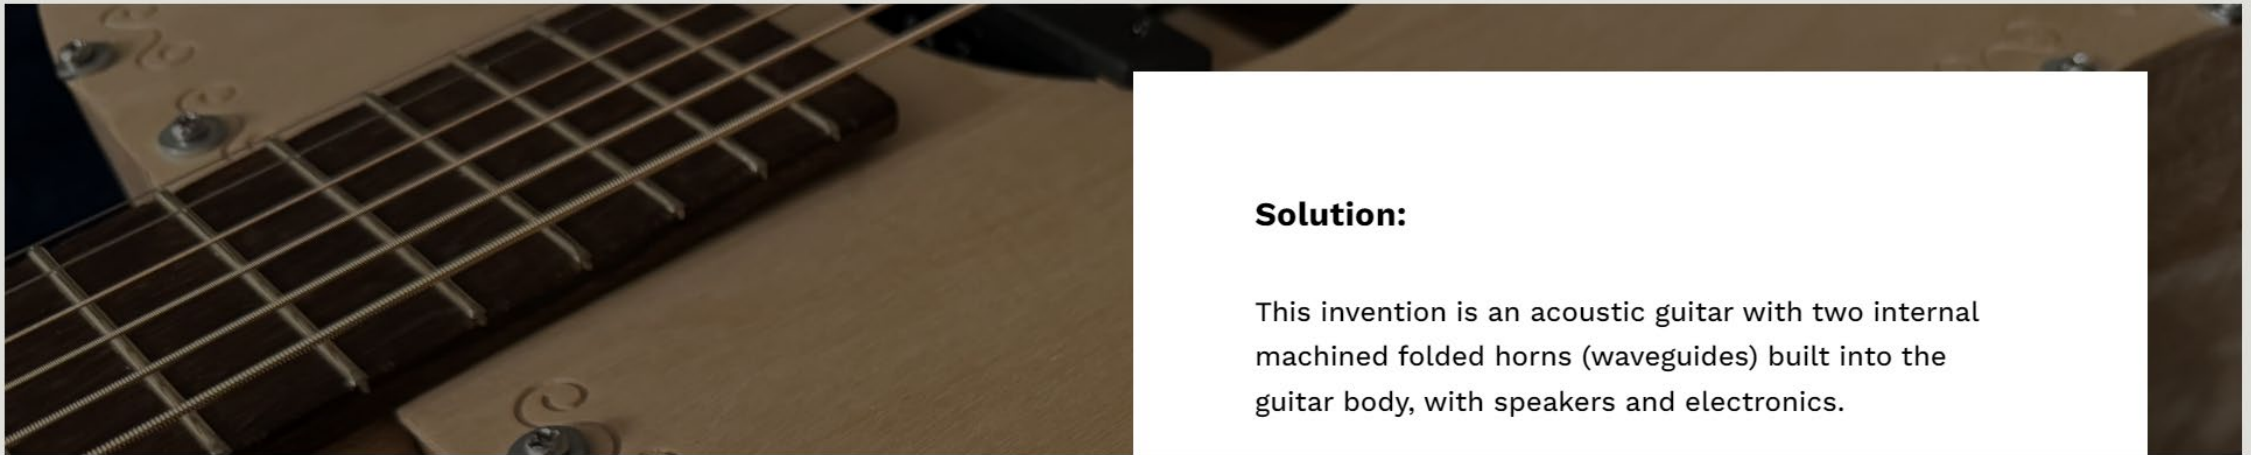 Solution:
This invention is an acoustic guitar with two internal
machined folded horns (waveguides) built into the
guitar body, with speakers and electronics.